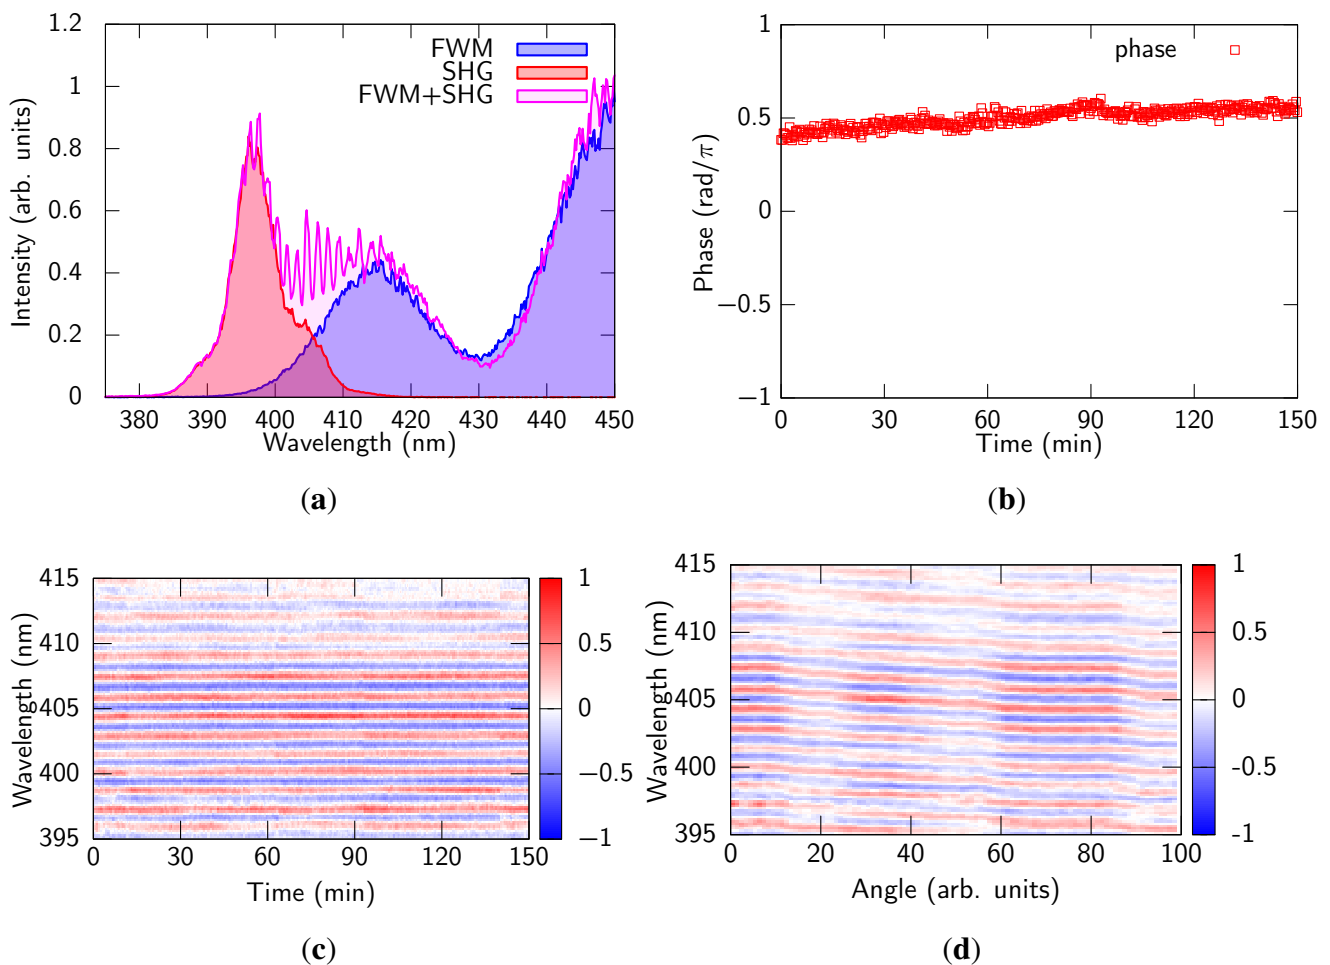 1.2
1
0.8
0.6
0.4
0.2
0
Intensity (arb. units)
FWM
SHG
FWM+SHG
380 390 400 410 420 430 440 450
Wavelength (nm)
(a)
1
0.5
0
−0.5
−1
Phase (rad/π)
phase
0 30 60 90 120 150
Time (min)
(b)
415
410
405
400
395
Wavelength (nm)
0 30 60 90 120 150
Time (min)
1
0.5
0
−0.5
−1
(c)
415
410
405
400
395
Wavelength (nm)
0 20 40 60 80 100
Angle (arb. units)
1
0.5
0
-0.5
-1
(d)